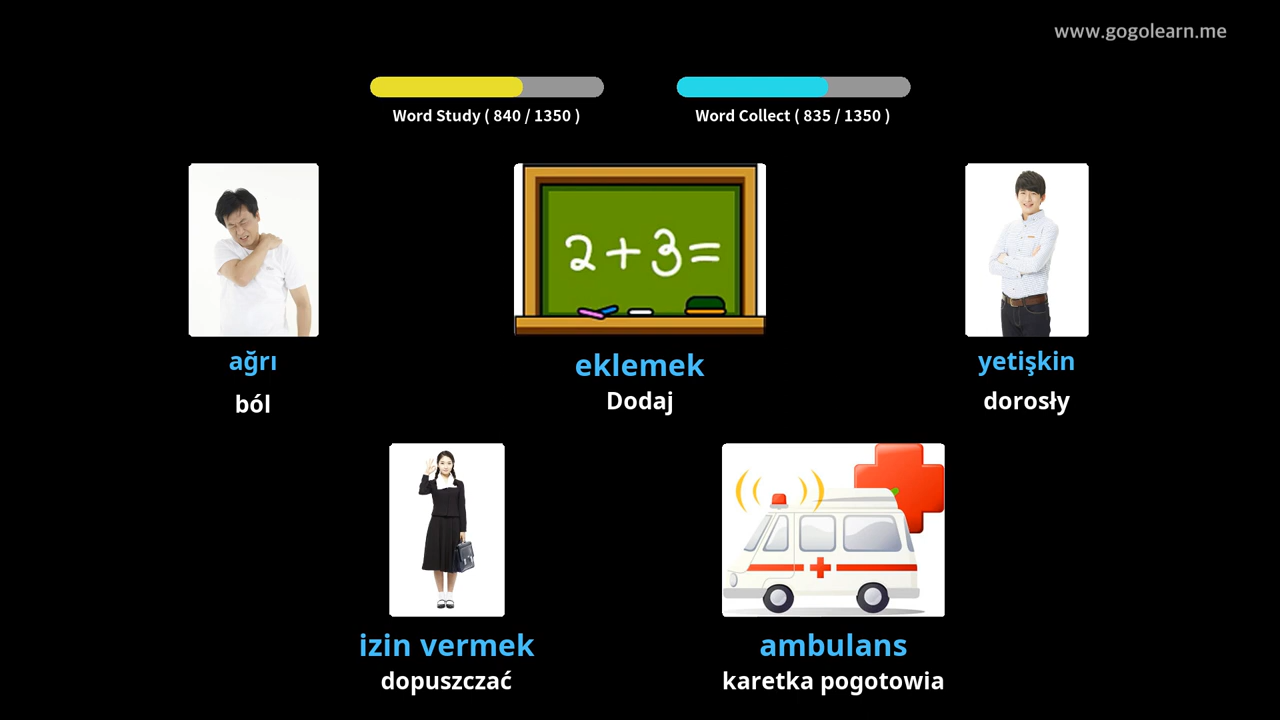 www.gogolearn.me
Word Study ( 840 / 1350 )
Word Collect ( 835 / 1350 )
2+3=
ağrı
ból
eklemek
Dodaj
yetişkin
dorosły
izin vermek
dopuszczać
ambulans
karetka pogotowia